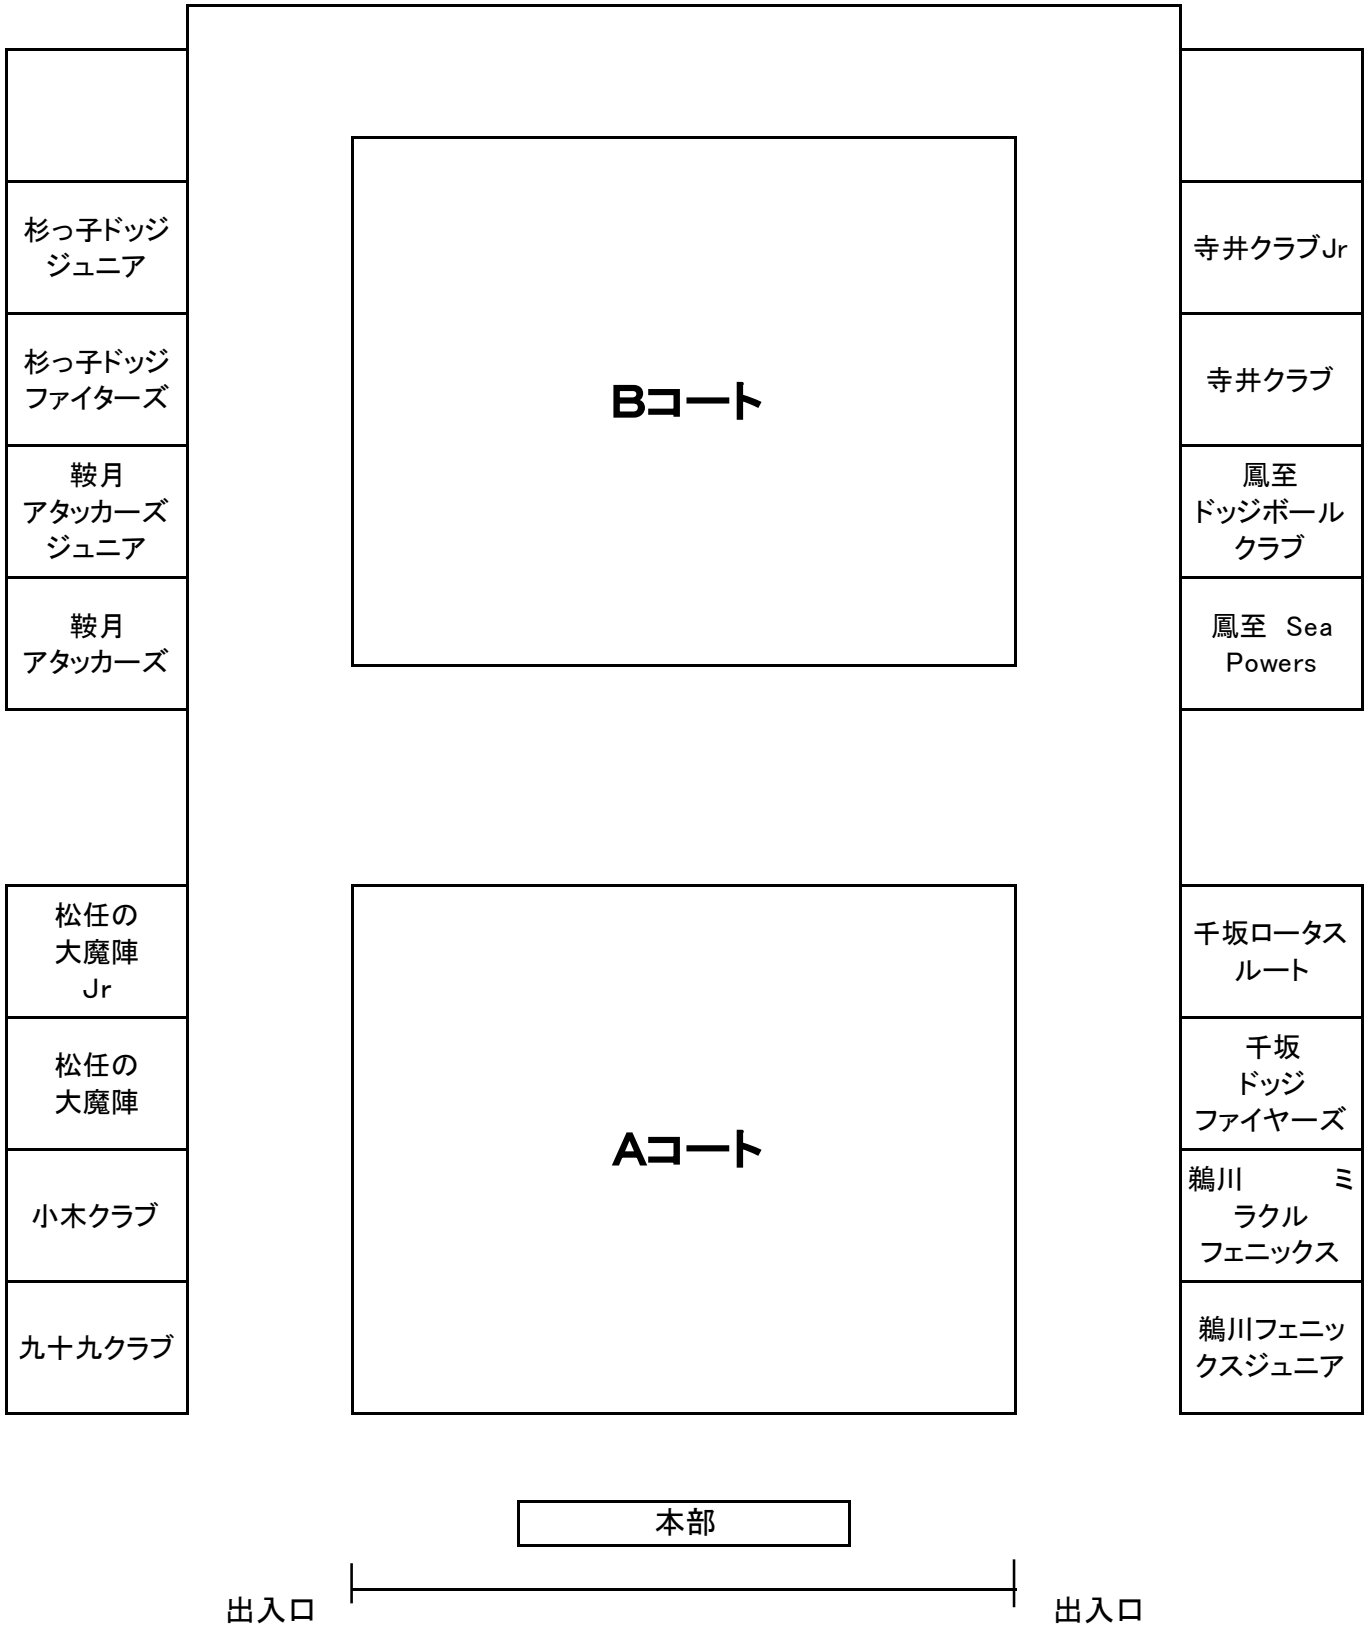 杉っ子ドッジ
ジュニア
杉っ子ドッジ
ファイターズ
鞍月
アタッカーズ
ジュニア
鞍月
アタッカーズ
松任の
大魔陣
Jr
松任の
大魔陣
小木クラブ
九十九クラブ
Bコート
Aコート
寺井クラブJr
寺井クラブ
鳳至
ドッジボール
クラブ
鳳至　Sea
Powers
千坂ロータス
ルート
千坂
ドッジ
ファイヤーズ
鵜川　　　ミ
ラクル
フェニックス
鵜川フェニッ
クスジュニア
本部
出入口
出入口